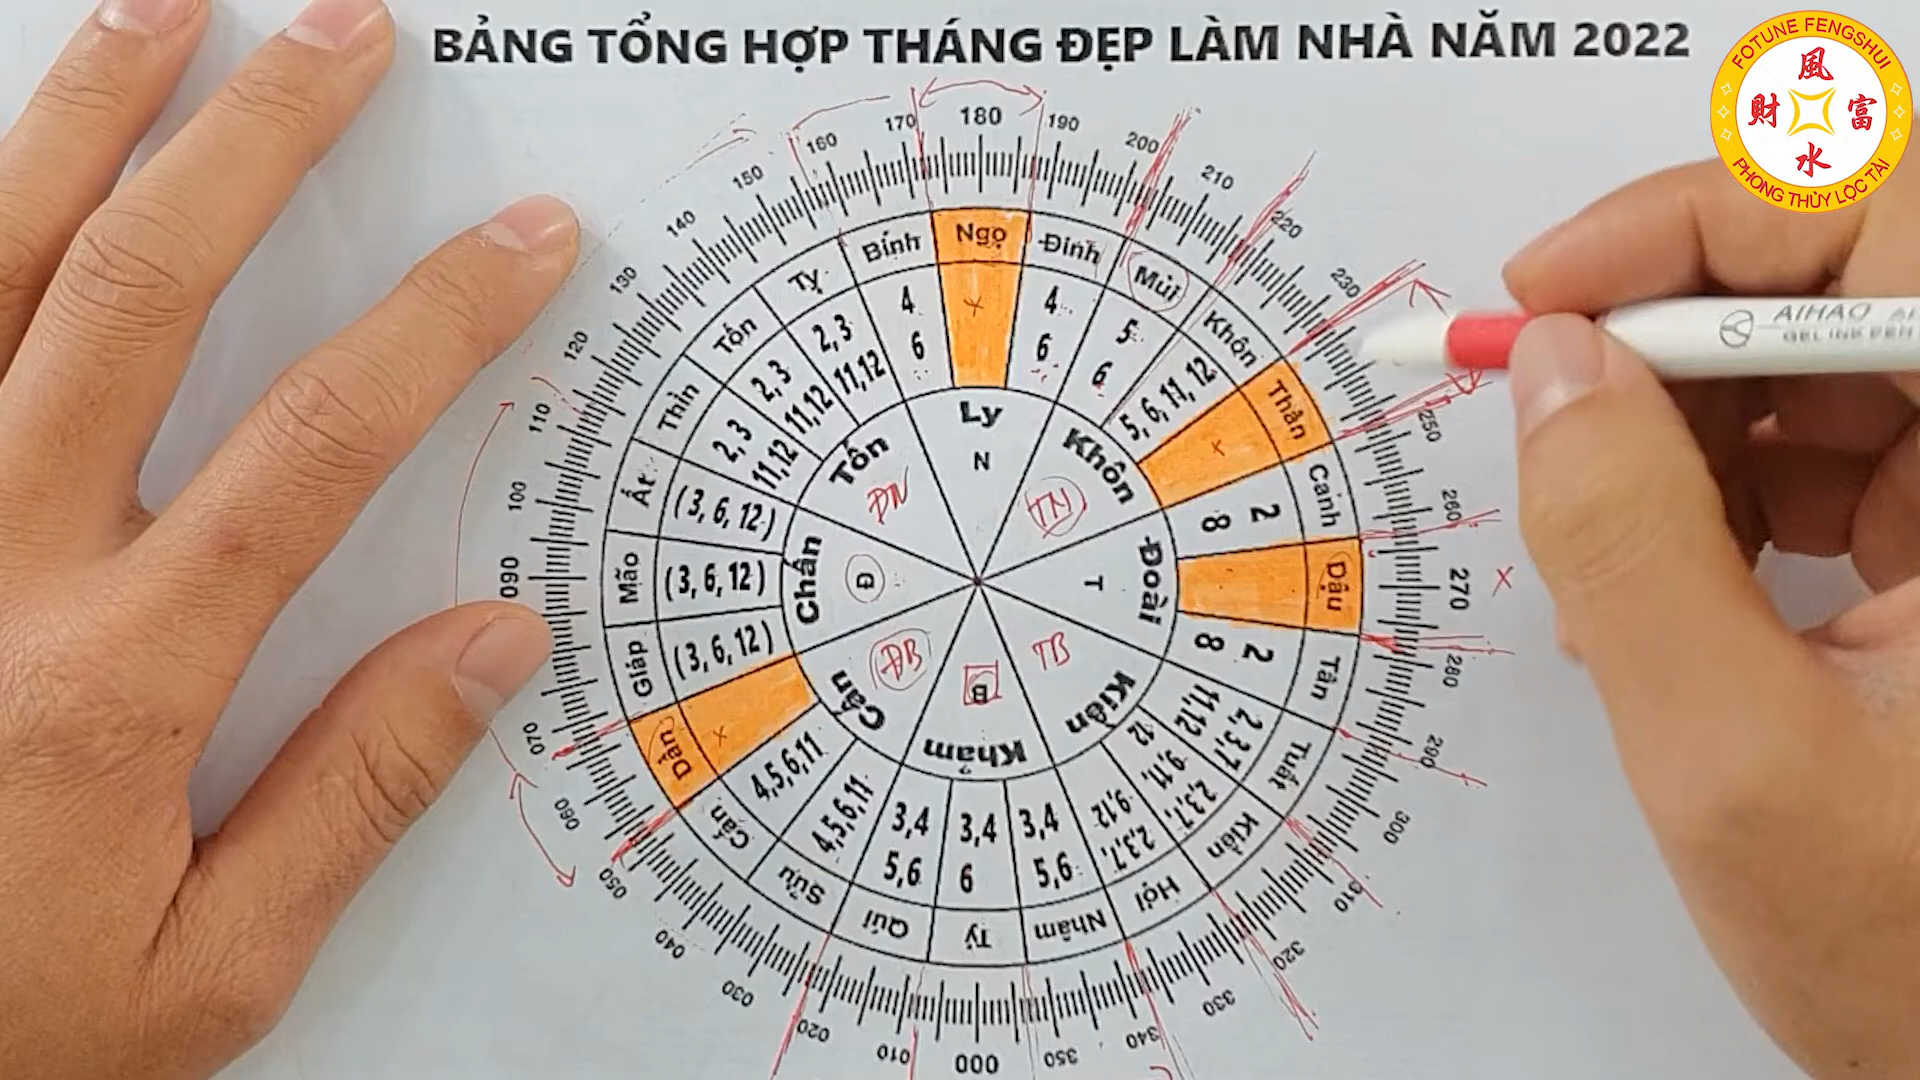 BẢNG TỔNG HỢP THÁNG ĐẸP LÀM NHÀ NĂM 2022
FOTUNE FENGSHUI
風
財 富
水
PHONG THỦY LỘC TÀI
AIHAO
GEL INK PEN
180
190
200
210
220
230
250
260
270
280
290
300
310
320
330
340
350
000
010
020
030
040
050
060
070
090
100
110
120
130
140
150
160
170
Ngọ
Đinh
4
6
Mùi
5
6
Khôn
5, 6, 11, 12
Thân
Canh
2
8
Dậu
Tân
2
8
Tuất
2, 3, 7
11, 12
Kiền
2,3,7,
9,11,
12
Hợi
2,3,7,
9,12
Nhâm
3,4
5,6
Tý
3,4
6
Quí
3,4
5,6
Sửu
4,5,6,11
Cấn
4,5,6,11
Dần
Giáp
(3, 6, 12)
Mão
(3, 6, 12)
Ất
(3, 6, 12)
Thìn
2, 3
11,12
Tốn
2, 3
11,12
Tỵ
2, 3
11,12
Bính
4
6
Ly
N
Khôn
TN
Đoài
T
Kiền
TB
Khảm
B
Cấn
ĐB
Chấn
Đ
Tốn
ĐN